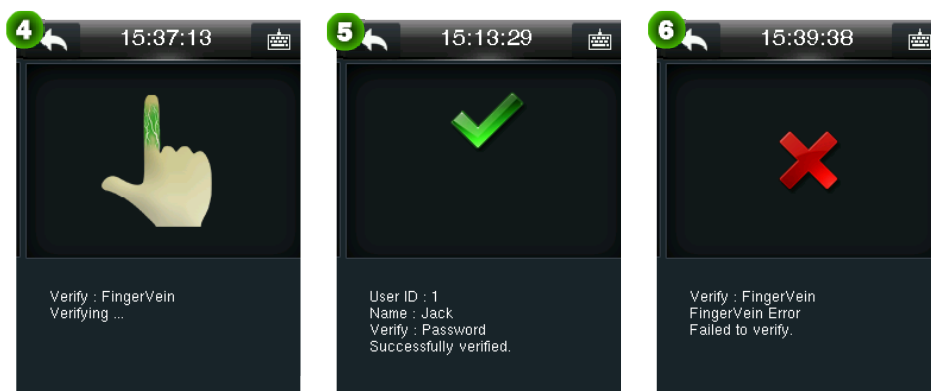 4
15:37:13
Verify : FingerVein
Verifying ...
5
15:13:29
User ID : 1
Name : Jack
Verify : Password
Successfully verified.
6
15:39:38
Verify : FingerVein
FingerVein Error
Failed to verify.